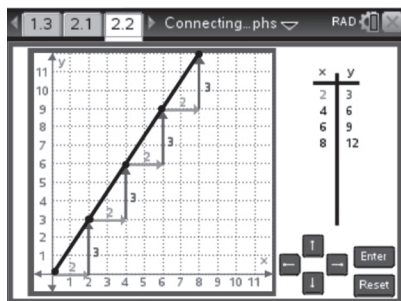 1.3 2.1 2.2 Connecting...phs RAD
y
11
10
9
8
7
6
5
4
3
2
1
1 2 3 4 5 6 7 8 9 10 11
x
2 3
2 3
2 3
2 3
x y
2 3
4 6
6 9
8 12
Enter
Reset